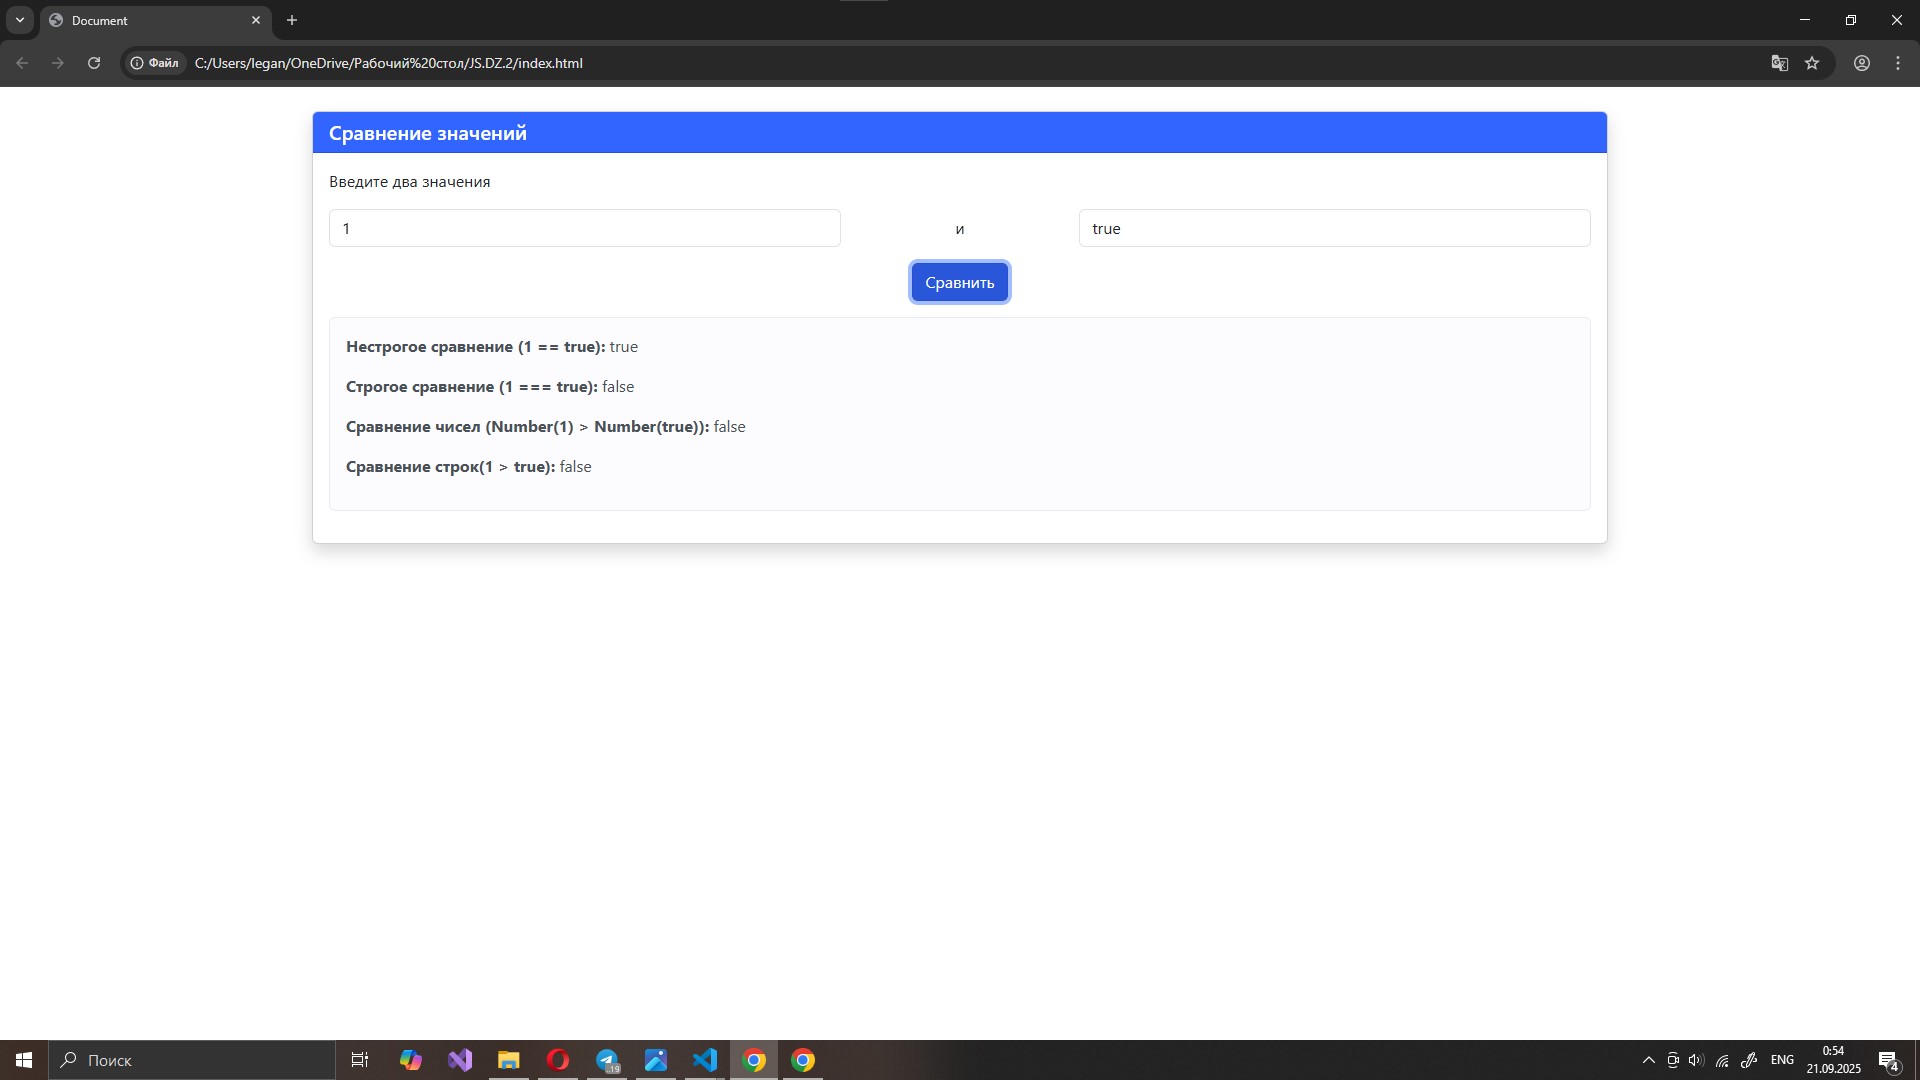 Document
Файл
C:/Users/legan/OneDrive/Рабочий%20стол/JS.DZ.2/index.html
Сравнение значений
Введите два значения
1 и true
Сравнить
Нестрогое сравнение (1 == true): true
Строгое сравнение (1 === true): false
Сравнение чисел (Number(1) > Number(true)): false
Сравнение строк(1 > true): false
Поиск
..19
ENG
0:54
21.09.2025
4